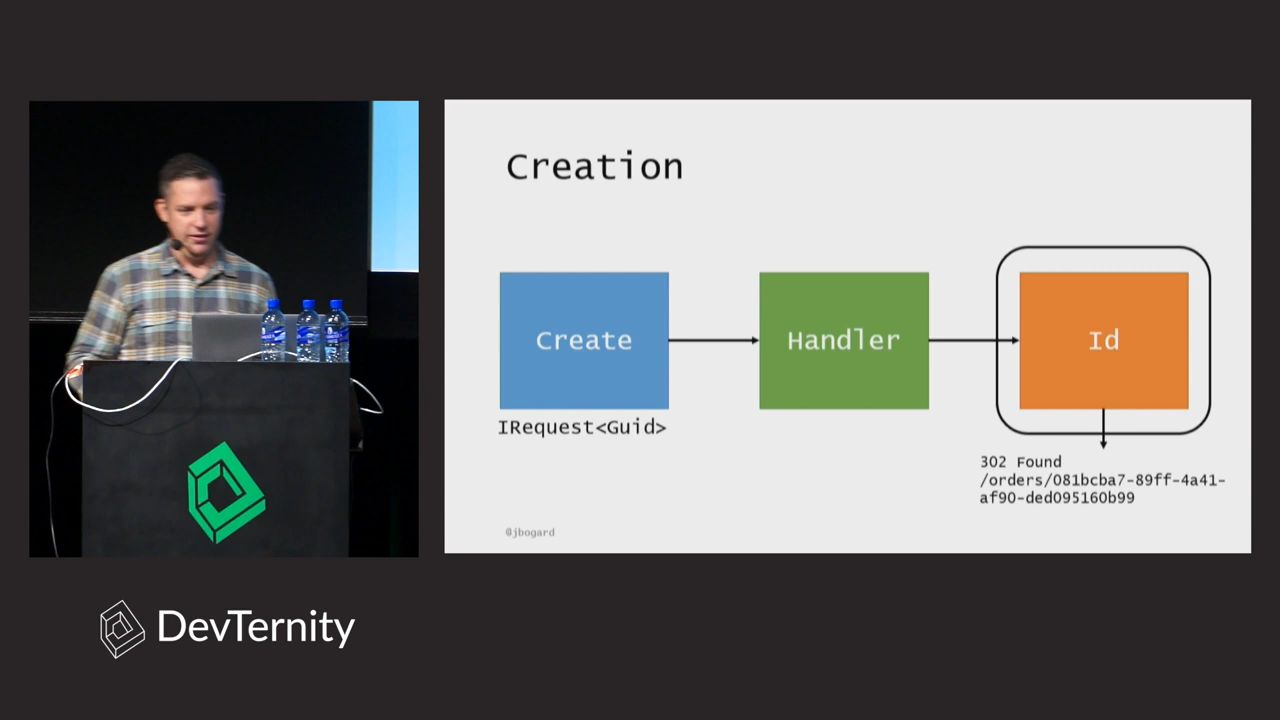 Creation
Create
Handler
Id
IRequest<Guid>
302 Found
/orders/081bcba7-89ff-4a41-
af90-ded095160b99
@jbogard
DevTernity